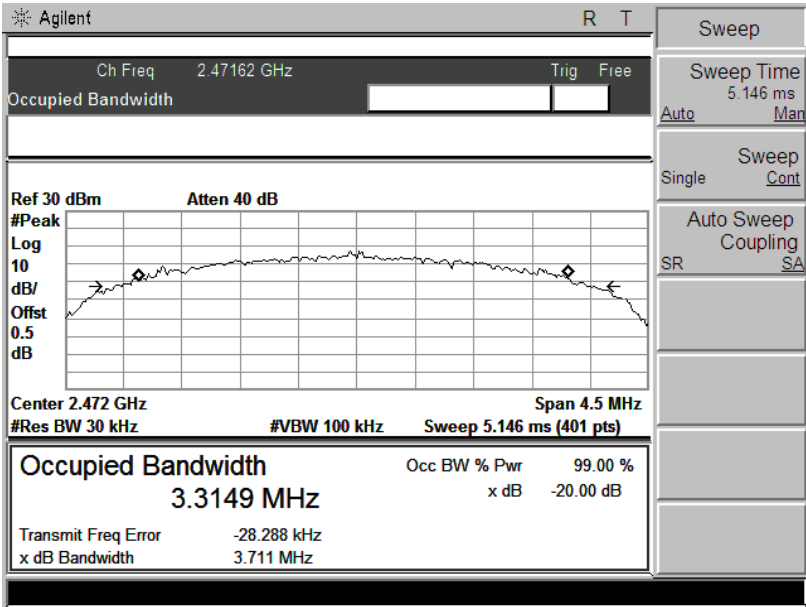 Agilent R T
Ch Freq 2.47162 GHz Trig Free
Occupied Bandwidth
Ref 30 dBm Atten 40 dB
#Peak
Log
10
dB/
Offst
0.5
dB
Center 2.472 GHz Span 4.5 MHz
#Res BW 30 kHz #VBW 100 kHz Sweep 5.146 ms (401 pts)
Occupied Bandwidth Occ BW % Pwr 99.00 %
3.3149 MHz x dB -20.00 dB
Transmit Freq Error -28.288 kHz
x dB Bandwidth 3.711 MHz
Sweep
Sweep Time
5.146 ms
Auto Man
Sweep
Single Cont
Auto Sweep
Coupling
SR SA